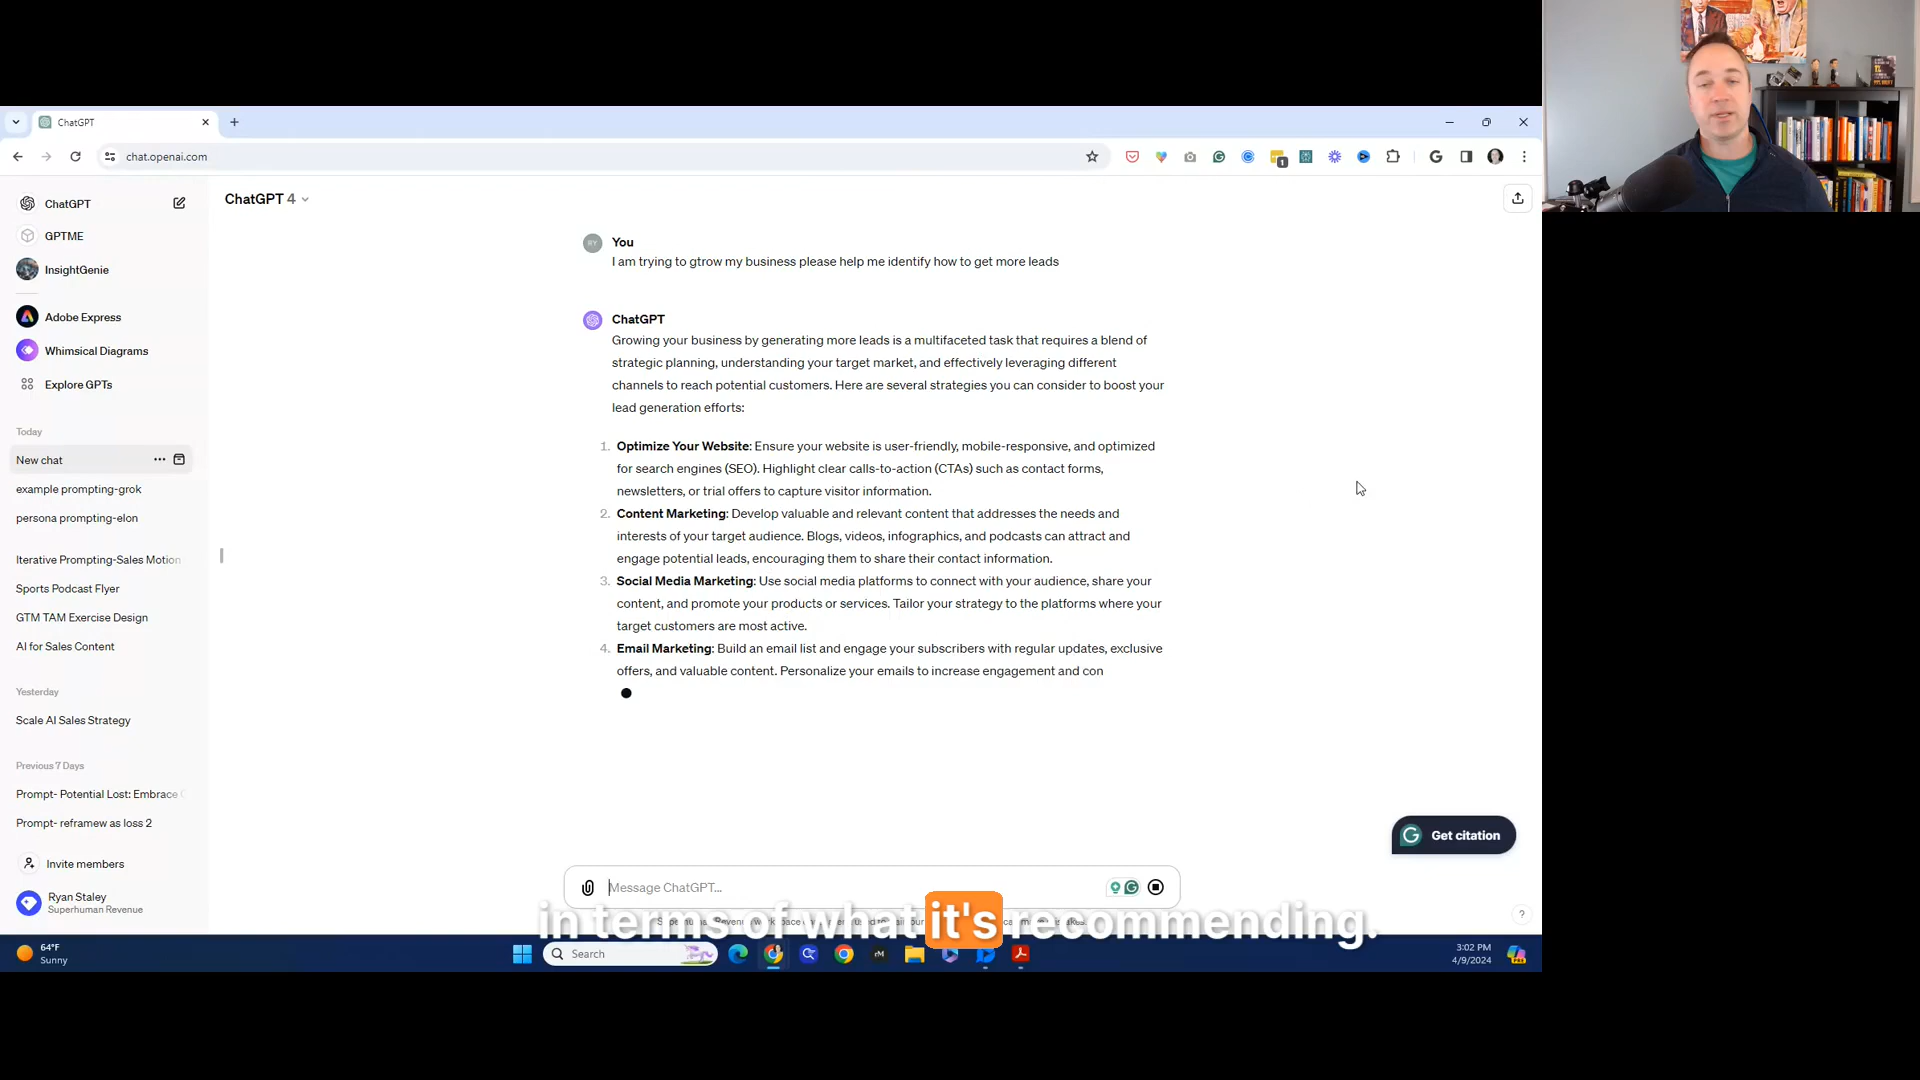 ChatGPT
chat.openai.com
1
ChatGPT
GPTME
InsightGenie
Adobe Express
Whimsical Diagrams
Explore GPTs
Today
New chat
example prompting-grok
persona prompting-elon
Iterative Prompting-Sales Motion
Sports Podcast Flyer
GTM TAM Exercise Design
AI for Sales Content
Yesterday
Scale AI Sales Strategy
Previous 7 Days
Prompt- Potential Lost: Embrace
Prompt- reframew as loss 2
Invite members
Ryan Staley
Superhuman Revenue
ChatGPT 4
RY
You
I am trying to gtrow my business please help me identify how to get more leads
ChatGPT
Growing your business by generating more leads is a multifaceted task that requires a blend of
strategic planning, understanding your target market, and effectively leveraging different
channels to reach potential customers. Here are several strategies you can consider to boost your
lead generation efforts:
1. Optimize Your Website: Ensure your website is user-friendly, mobile-responsive, and optimized
for search engines (SEO). Highlight clear calls-to-action (CTAs) such as contact forms,
newsletters, or trial offers to capture visitor information.
2. Content Marketing: Develop valuable and relevant content that addresses the needs and
interests of your target audience. Blogs, videos, infographics, and podcasts can attract and
engage potential leads, encouraging them to share their contact information.
3. Social Media Marketing: Use social media platforms to connect with your audience, share your
content, and promote your products or services. Tailor your strategy to the platforms where your
target customers are most active.
4. Email Marketing: Build an email list and engage your subscribers with regular updates, exclusive
offers, and valuable content. Personalize your emails to increase engagement and con
Get citation
Message ChatGPT...
?
in terms of what it's recommending.
64°F
Sunny
Search
3:02 PM
4/9/2024